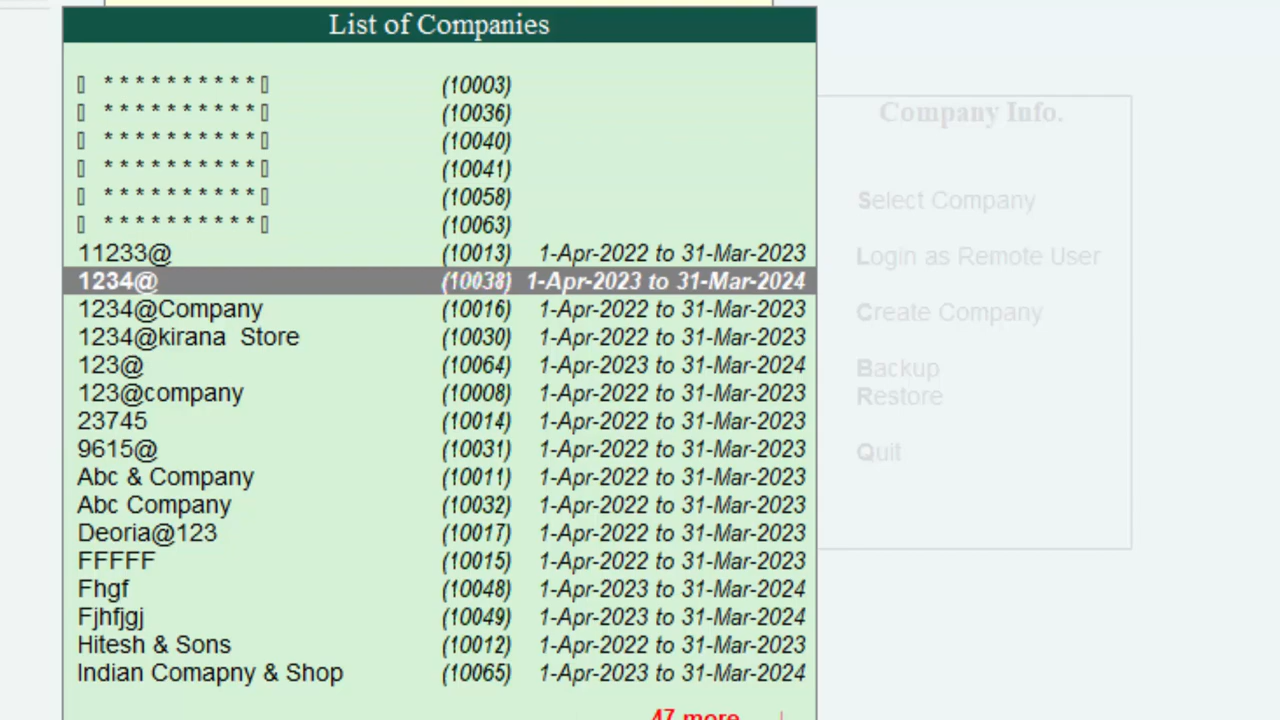 List of Companies
▯ **********▯ (10003)
▯ **********▯ (10036)
▯ **********▯ (10040)
▯ **********▯ (10041)
▯ **********▯ (10058)
▯ **********▯ (10063)
11233@ (10013) 1-Apr-2022 to 31-Mar-2023
1234@ (10038) 1-Apr-2023 to 31-Mar-2024
1234@Company (10016) 1-Apr-2022 to 31-Mar-2023
1234@kirana Store (10030) 1-Apr-2022 to 31-Mar-2023
123@ (10064) 1-Apr-2023 to 31-Mar-2024
123@company (10008) 1-Apr-2022 to 31-Mar-2023
23745 (10014) 1-Apr-2022 to 31-Mar-2023
9615@ (10031) 1-Apr-2022 to 31-Mar-2023
Abc & Company (10011) 1-Apr-2022 to 31-Mar-2023
Abc Company (10032) 1-Apr-2022 to 31-Mar-2023
Deoria@123 (10017) 1-Apr-2022 to 31-Mar-2023
FFFFF (10015) 1-Apr-2022 to 31-Mar-2023
Fhgf (10048) 1-Apr-2023 to 31-Mar-2024
Fjhfjgj (10049) 1-Apr-2023 to 31-Mar-2024
Hitesh & Sons (10012) 1-Apr-2022 to 31-Mar-2023
Indian Comapny & Shop (10065) 1-Apr-2023 to 31-Mar-2024
47 more
Company Info.
Select Company
Login as Remote User
Create Company
Backup
Restore
Quit